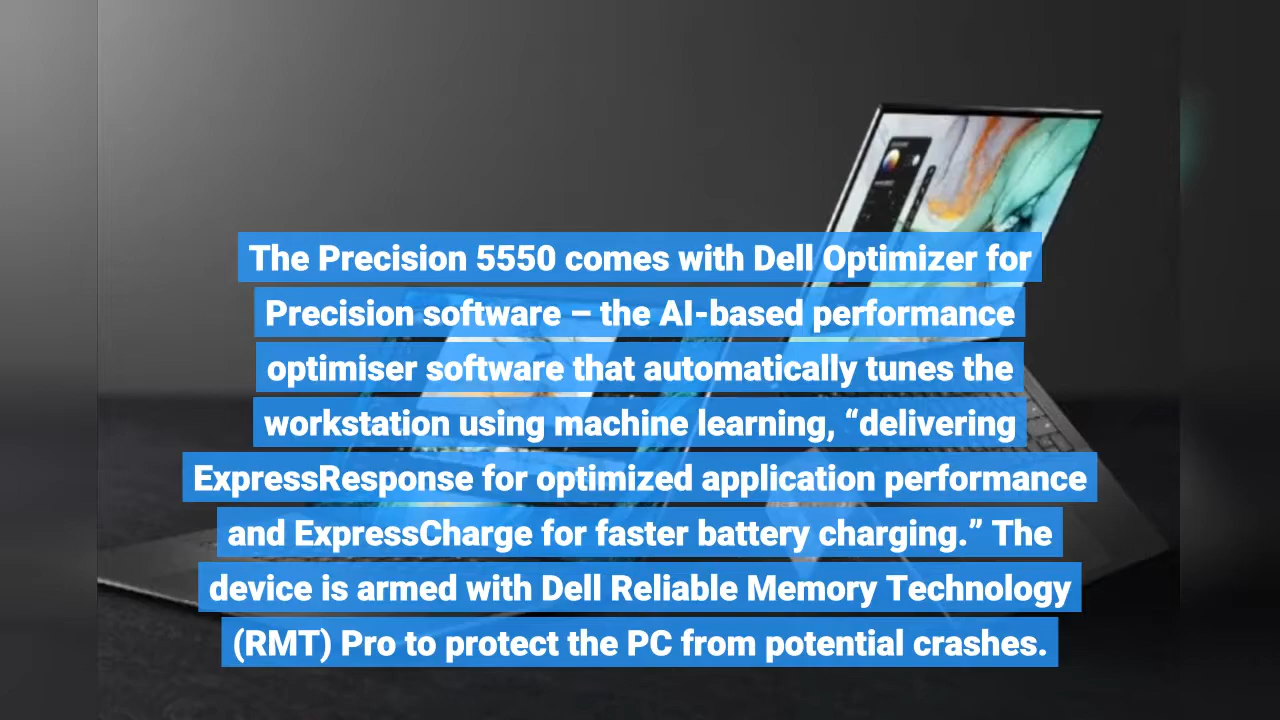 The Precision 5550 comes with Dell Optimizer for
Precision software – the AI-based performance
optimiser software that automatically tunes the
workstation using machine learning, “delivering
ExpressResponse for optimized application performance
and ExpressCharge for faster battery charging.” The
device is armed with Dell Reliable Memory Technology
(RMT) Pro to protect the PC from potential crashes.